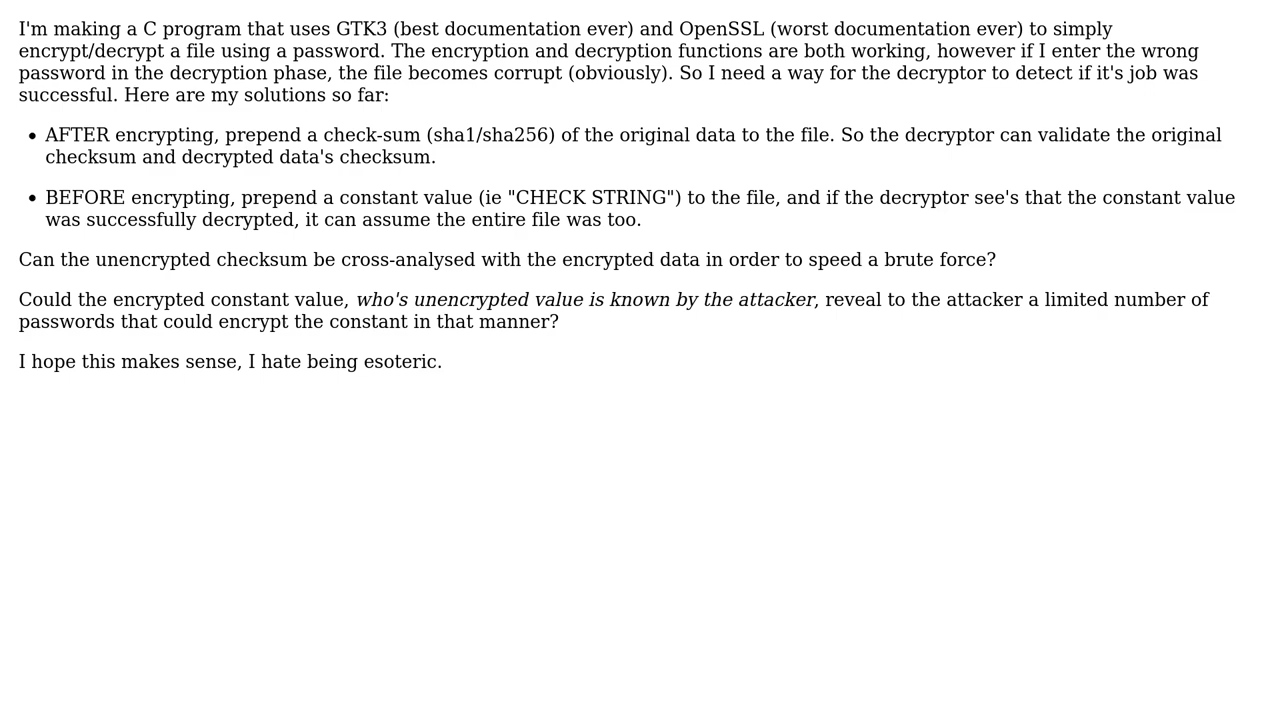 I'm making a C program that uses GTK3 (best documentation ever) and OpenSSL (worst documentation ever) to simply
encrypt/decrypt a file using a password. The encryption and decryption functions are both working, however if I enter the wrong
password in the decryption phase, the file becomes corrupt (obviously). So I need a way for the decryptor to detect if it's job was
successful. Here are my solutions so far:
• AFTER encrypting, prepend a check-sum (sha1/sha256) of the original data to the file. So the decryptor can validate the original
checksum and decrypted data's checksum.
• BEFORE encrypting, prepend a constant value (ie "CHECK STRING") to the file, and if the decryptor see's that the constant value
was successfully decrypted, it can assume the entire file was too.
Can the unencrypted checksum be cross-analysed with the encrypted data in order to speed a brute force?
Could the encrypted constant value, who's unencrypted value is known by the attacker, reveal to the attacker a limited number of
passwords that could encrypt the constant in that manner?
I hope this makes sense, I hate being esoteric.